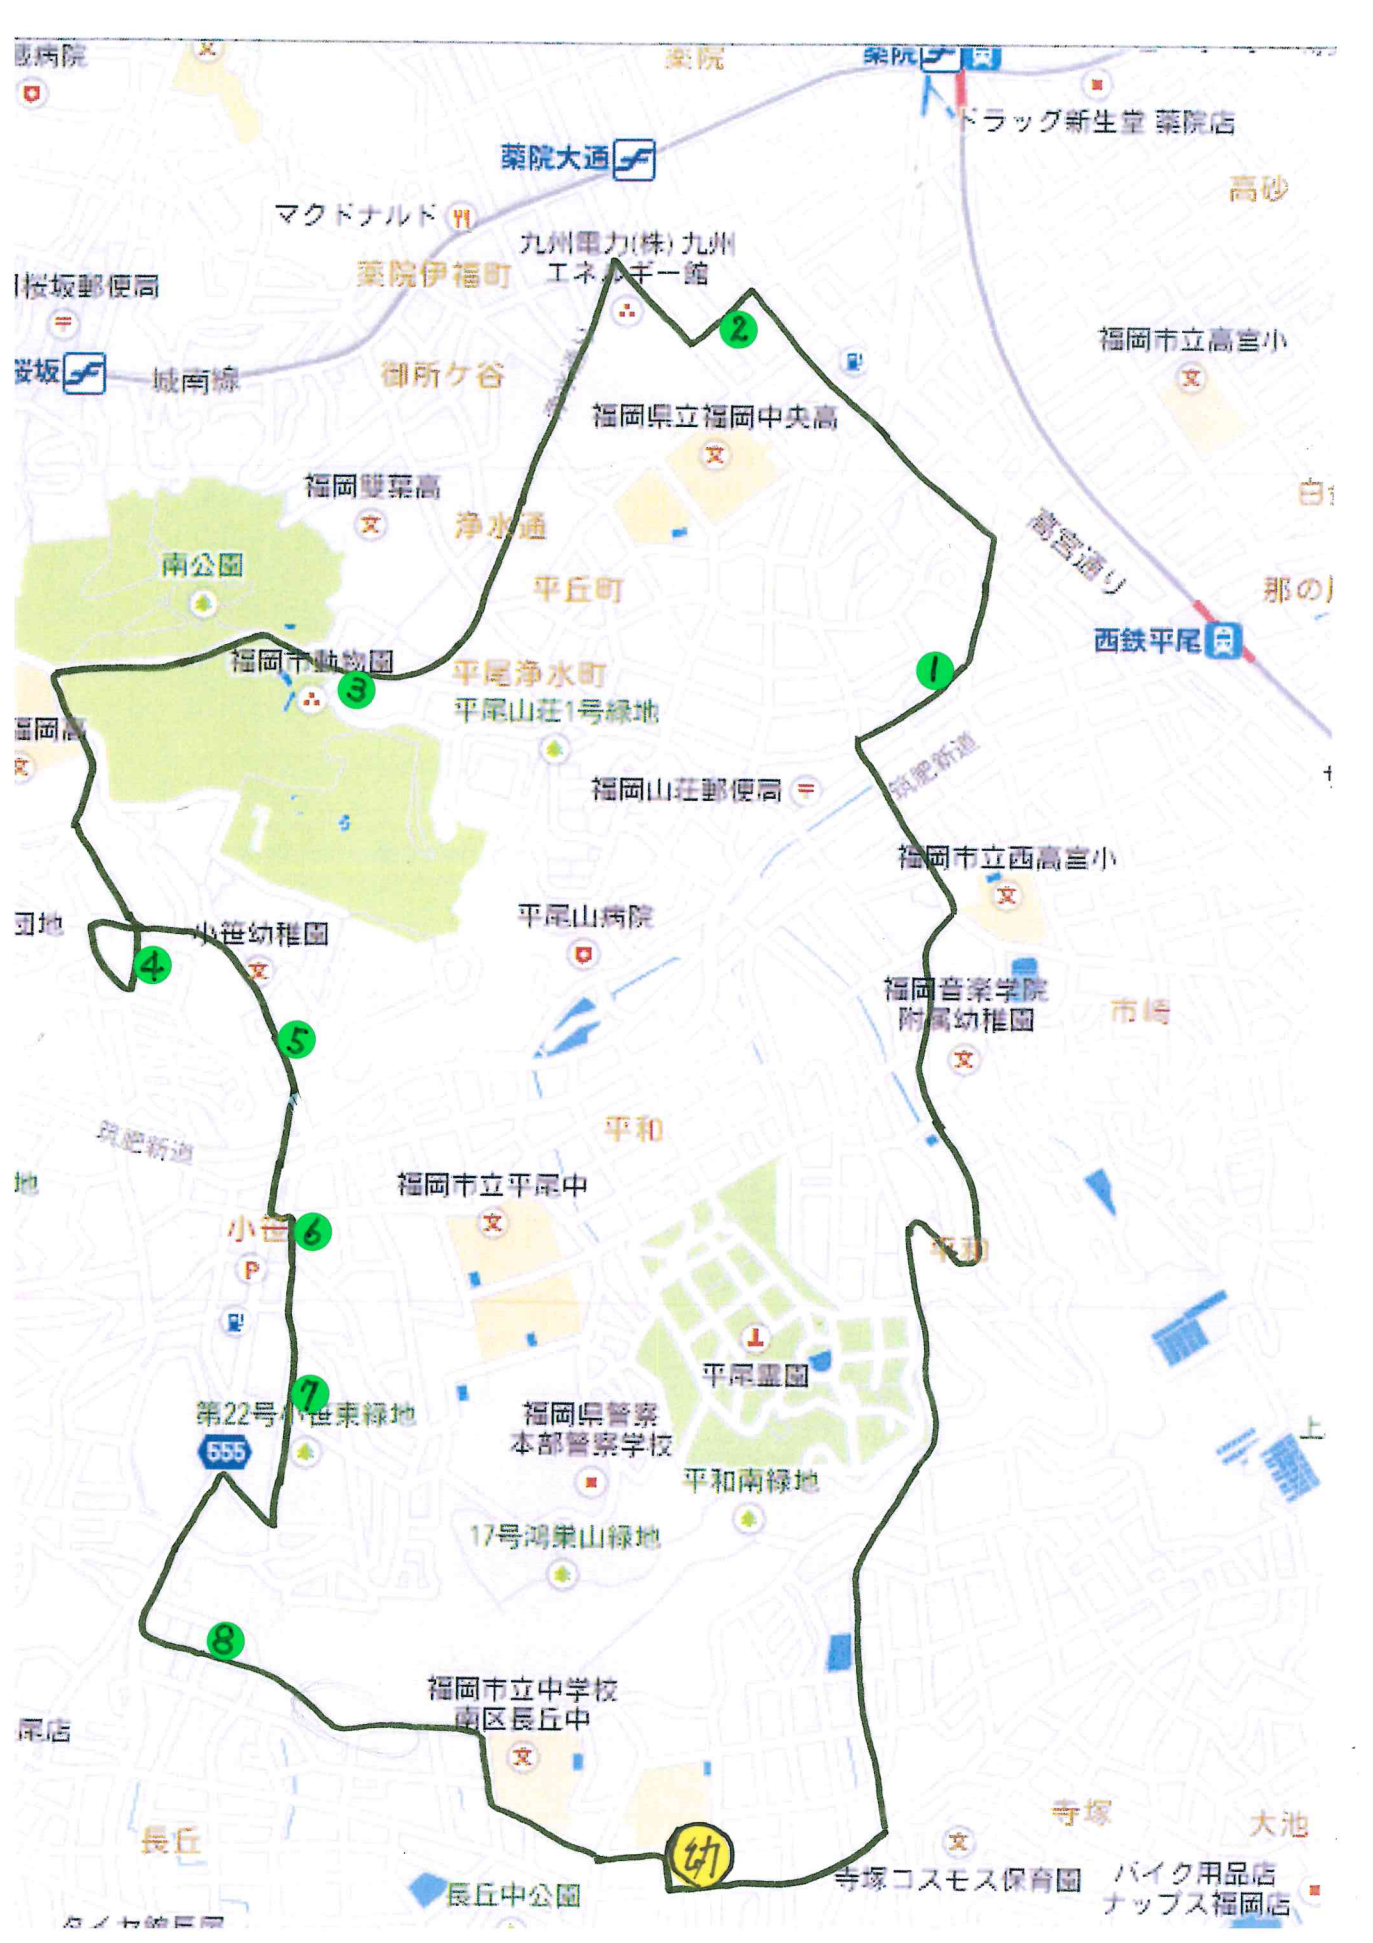 薬院
薬院
ドラッグ新生堂 薬院店
薬院大通
高砂
マクドナルド
九州電力(株) 九州
エネルギー館
薬院伊福町
桜坂郵便局
2
福岡市立高宮小
桜坂
城南線
御所ケ谷
福岡県立福岡中央高
福岡雙葉高
浄水通
高宮通り
南公園
平丘町
西鉄平尾
福岡市動物園
平尾浄水町
1
3
平尾山荘1号緑地
福岡高
筑肥新道
福岡山荘郵便局
福岡市立西高宮小
団地
小笹幼稚園
平尾山病院
4
福岡音楽学院
附属幼稚園
市崎
5
筑肥新道
平和
福岡市立平尾中
小笹
6
平和
P
平尾霊園
7
第22号小笹東緑地
福岡県警察
本部警察学校
555
平和南緑地
17号鴻巣山緑地
8
福岡市立中学校
南区長丘中
尾店
寺塚
大池
長丘
幼
寺塚コスモス保育園
バイク用品店
ナップス福岡店
長丘中公園